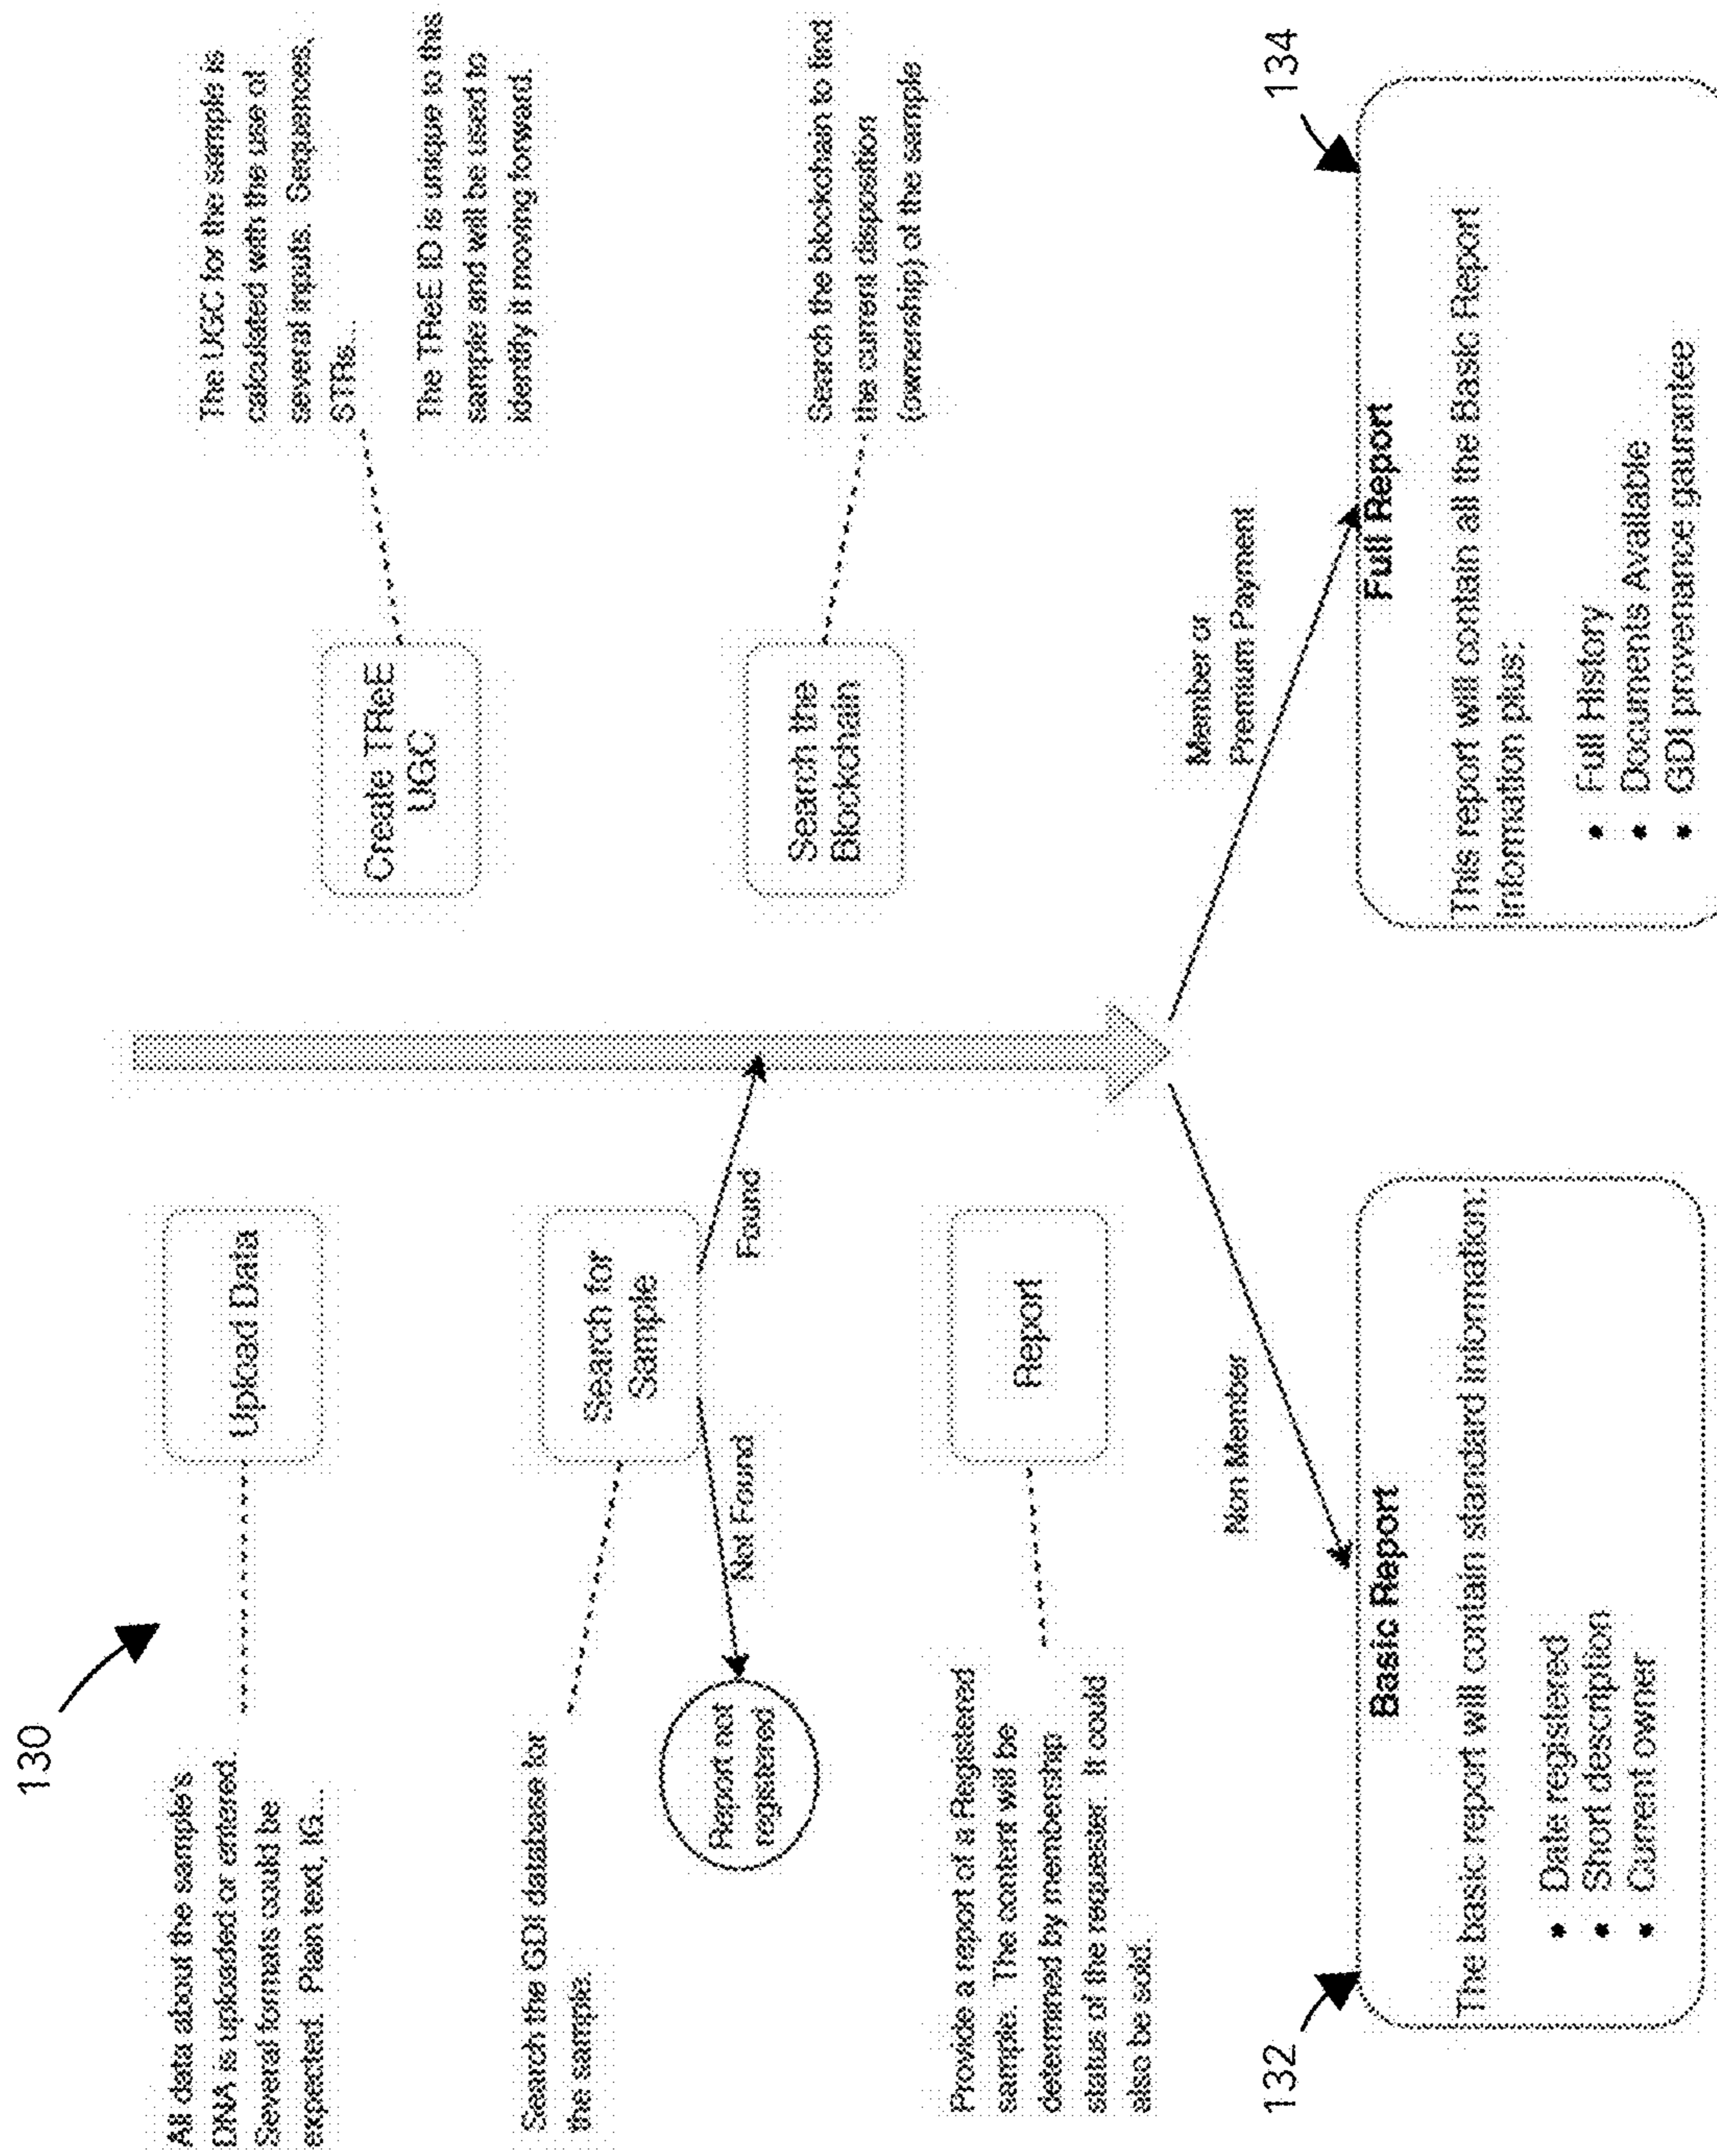 130
All data about the sample's
DNA is uploaded or entered.
Several formats could be
expected. Plain text, IG...
Upload Data
Create TReE
UGC
The UGC for the sample is
calculated with the use of
several inputs. Sequences,
STRs...
The TReE ID is unique to this
sample and will be used to
identify it moving forward.
Search the GDI database for
the sample.
Search for
Sample
Not Found
Found
Report not
registered
Search the
Blockchain
Search the blockchain to find
the current disposition
(ownership) of the sample
Provide a report of a Registered
sample. The content will be
determined by membership
status of the requester. It could
also be sold.
Report
Non Member
Member or
Premium Payment
132
Basic Report
The basic report will contain standard information:
• Date registered
• Short description
• Current owner
134
Full Report
This report will contain all the Basic Report
information plus:
• Full History
• Documents Available
• GDI provenance gaurantee